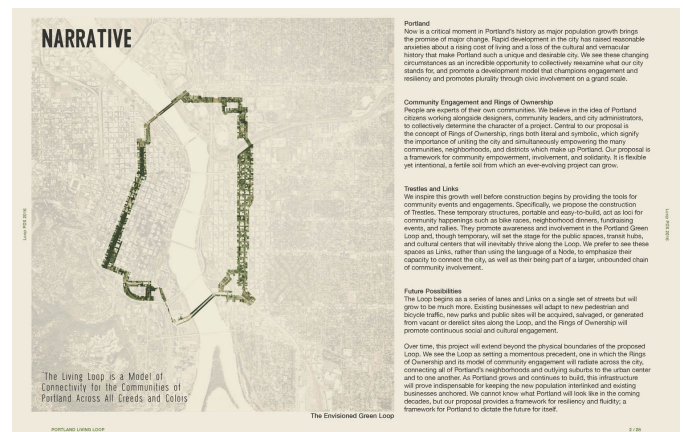 NARRATIVE
Loop PDX 2016
The Living Loop is a Model of
Connectivity for the Communities of
Portland Across All Creeds and Colors
The Envisioned Green Loop
Portland
Now is a critical moment in Portland's history as major population growth brings
the promise of major change. Rapid development in the city has raised reasonable
anxieties about a rising cost of living and a loss of the cultural and vernacular
history that make Portland such a unique and desirable city. We see these changing
circumstances as an incredible opportunity to collectively reexamine what our city
stands for, and promote a development model that champions engagement and
resiliency and promotes plurality through civic involvement on a grand scale.
Community Engagement and Rings of Ownership
People are experts of their own communities. We believe in the idea of Portland
citizens working alongside designers, community leaders, and city administrators,
to collectively determine the character of a project. Central to our proposal is
the concept of Rings of Ownership, rings both literal and symbolic, which signify
the importance of uniting the city and simultaneously empowering the many
communities, neighborhoods, and districts which make up Portland. Our proposal is
a framework for community empowerment, involvement, and solidarity. It is flexible
yet intentional, a fertile soil from which an ever-evolving project can grow.
Trestles and Links
We inspire this growth well before construction begins by providing the tools for
community events and engagements. Specifically, we propose the construction
of Trestles. These temporary structures, portable and easy-to-build, act as loci for
community happenings such as bike races, neighborhood dinners, fundraising
events, and rallies. They promote awareness and involvement in the Portland Green
Loop and, though temporary, will set the stage for the public spaces, transit hubs,
and cultural centers that will inevitably thrive along the Loop. We prefer to see these
spaces as Links, rather than using the language of a Node, to emphasize their
capacity to connect the city, as well as their being part of a larger, unbounded chain
of community involvement.
Future Possibilities
The Loop begins as a series of lanes and Links on a single set of streets but will
grow to be much more. Existing businesses will adapt to new pedestrian and
bicycle traffic, new parks and public sites will be acquired, salvaged, or generated
from vacant or derelict sites along the Loop, and the Rings of Ownership will
promote continuous social and cultural engagement.
Over time, this project will extend beyond the physical boundaries of the proposed
Loop. We see the Loop as setting a momentous precedent, one in which the Rings
of Ownership and its model of community engagement will radiate across the city,
connecting all of Portland's neighborhoods and outlying suburbs to the urban center
and to one another. As Portland grows and continues to build, this infrastructure
will prove indispensable for keeping the new population interlinked and existing
businesses anchored. We cannot know what Portland will look like in the coming
decades, but our proposal provides a framework for resiliency and fluidity; a
framework for Portland to dictate the future for itself.
Loop PDX 2016
PORTLAND LIVING LOOP
2 / 26